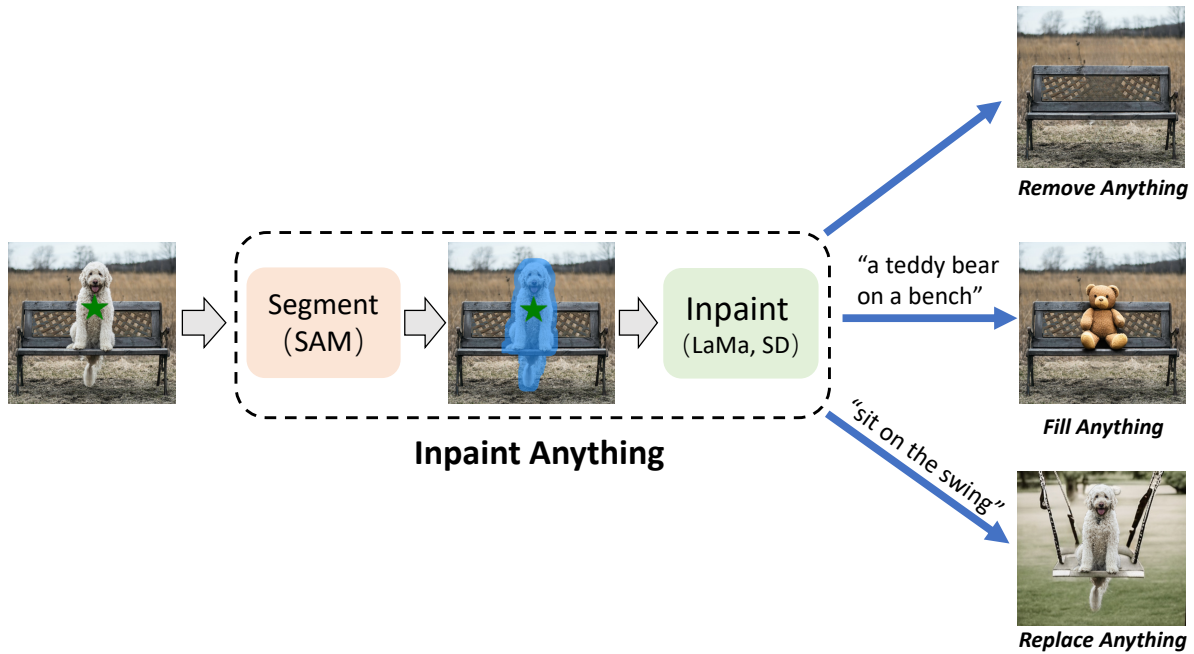 Remove Anything
“a teddy bear
on a bench”
Segment
（SAM）
Inpaint
（LaMa, SD）
Fill Anything
Inpaint Anything
“sit on the swing”
Replace Anything